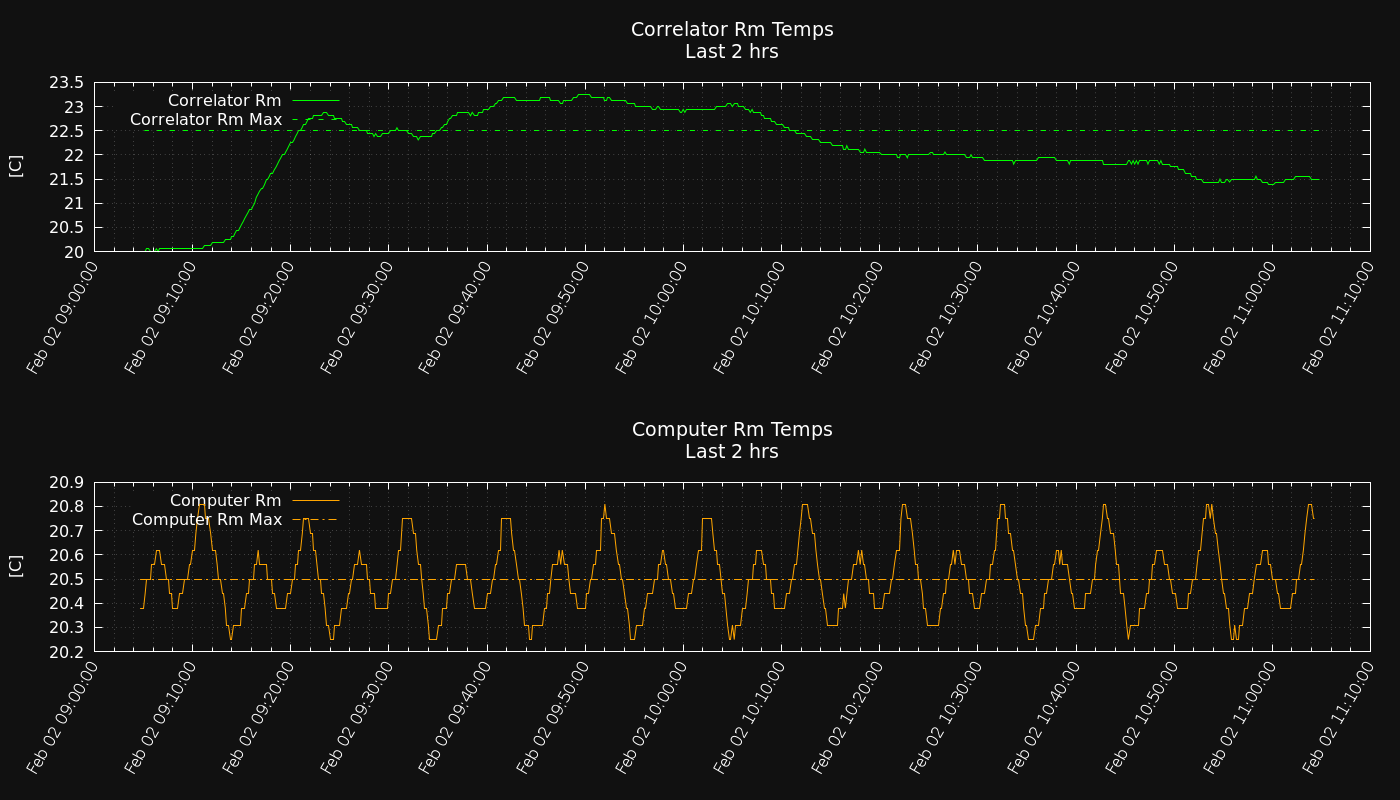 Correlator Rm Temps
Last 2 hrs
Correlator Rm
Correlator Rm Max
[C]
23.5
23
22.5
22
21.5
21
20.5
20
Feb 02 09:00:00
Feb 02 09:10:00
Feb 02 09:20:00
Feb 02 09:30:00
Feb 02 09:40:00
Feb 02 09:50:00
Feb 02 10:00:00
Feb 02 10:10:00
Feb 02 10:20:00
Feb 02 10:30:00
Feb 02 10:40:00
Feb 02 10:50:00
Feb 02 11:00:00
Feb 02 11:10:00
Computer Rm Temps
Last 2 hrs
Computer Rm
Computer Rm Max
[C]
20.9
20.8
20.7
20.6
20.5
20.4
20.3
20.2
Feb 02 09:00:00
Feb 02 09:10:00
Feb 02 09:20:00
Feb 02 09:30:00
Feb 02 09:40:00
Feb 02 09:50:00
Feb 02 10:00:00
Feb 02 10:10:00
Feb 02 10:20:00
Feb 02 10:30:00
Feb 02 10:40:00
Feb 02 10:50:00
Feb 02 11:00:00
Feb 02 11:10:00